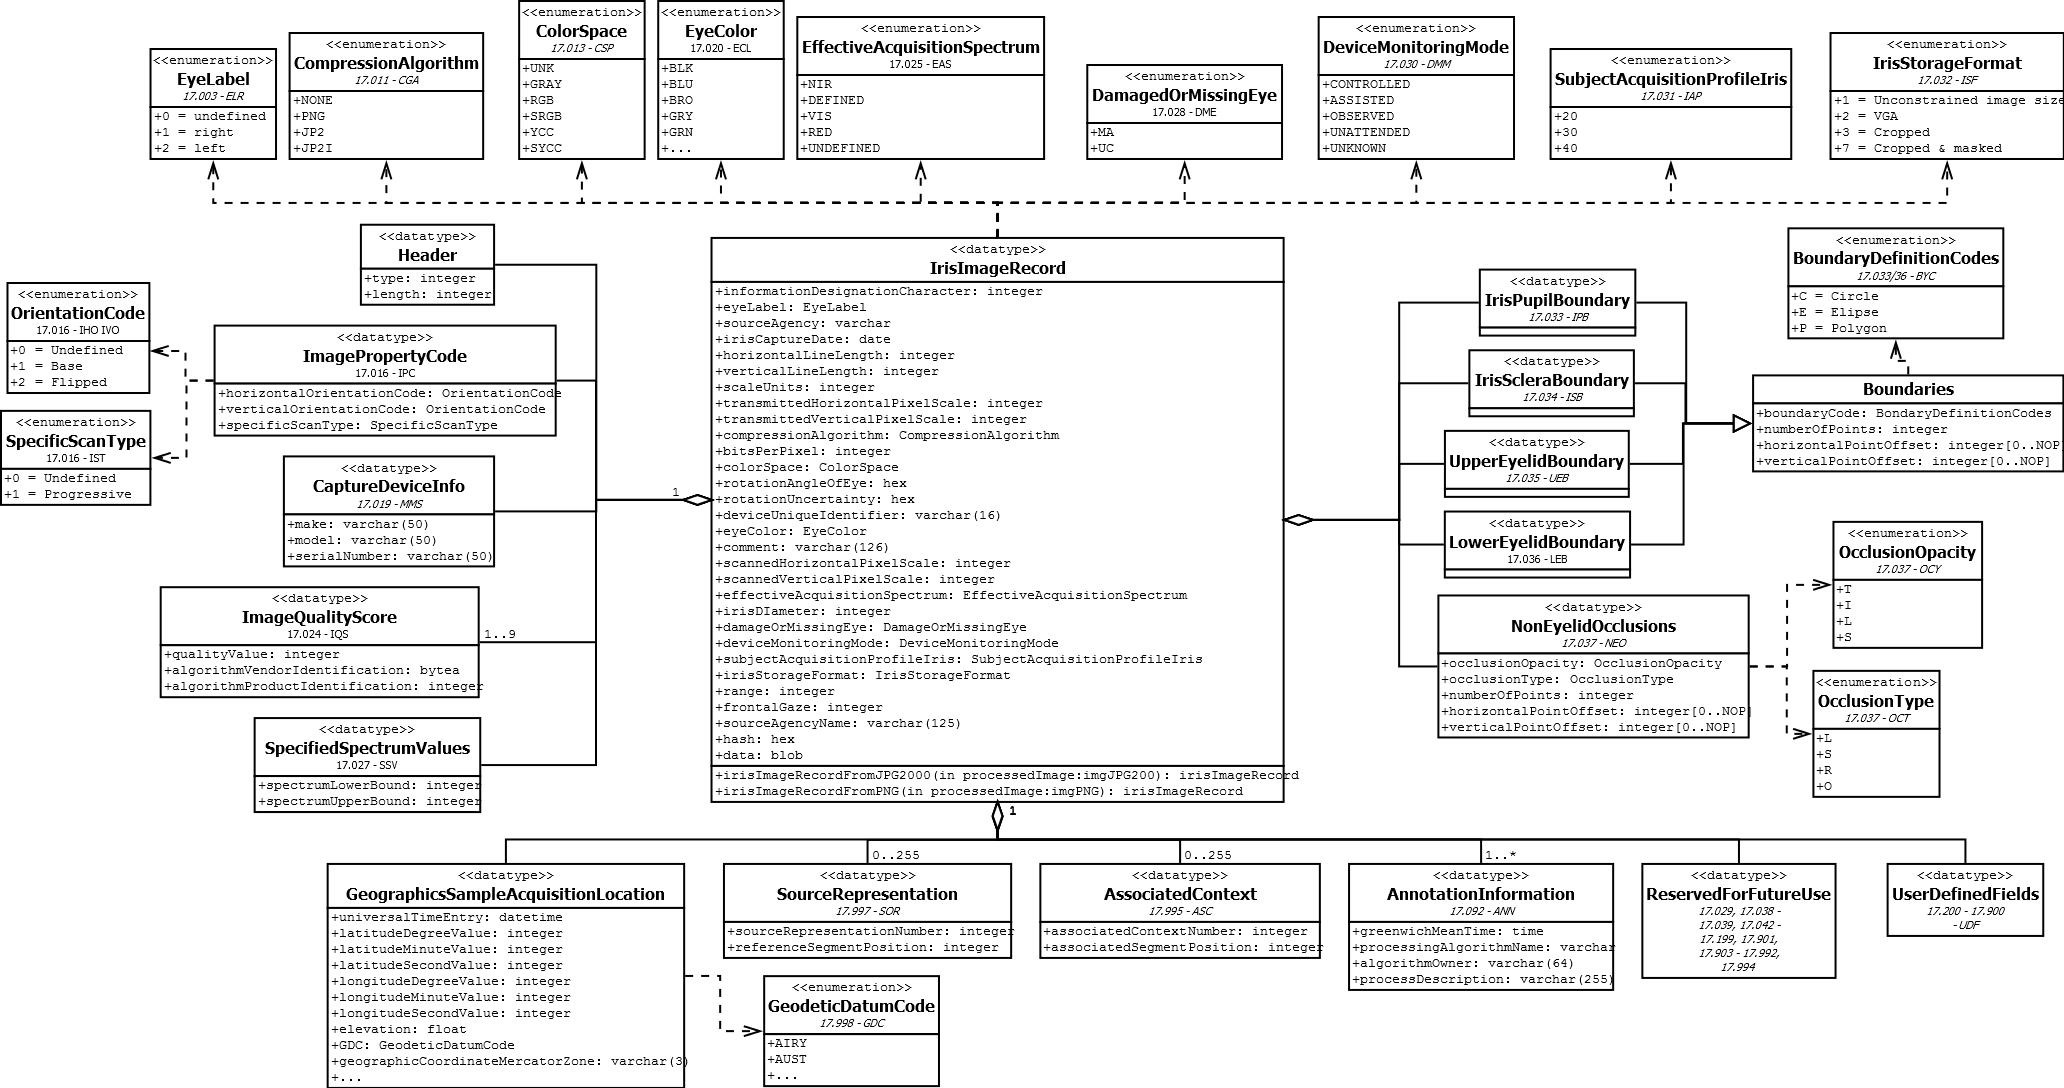 <<enumeration>>
EyeLabel
17.003 - ELR
+0 = undefined
+1 = right
+2 = left
<<enumeration>>
CompressionAlgorithm
17.011 - CGA
+NONE
+PNG
+JP2
+JP2I
<<enumeration>>
ColorSpace
17.013 - CSP
+UNK
+GRAY
+RGB
+SRGB
+YCC
+SYCC
<<enumeration>>
EyeColor
17.020 - ECL
+BLK
+BLU
+BRO
+GRY
+GRN
+...
<<enumeration>>
EffectiveAcquisitionSpectrum
17.025 - EAS
+NIR
+DEFINED
+VIS
+RED
+UNDEFINED
<<enumeration>>
DamagedOrMissingEye
17.028 - DME
+MA
+UC
<<enumeration>>
DeviceMonitoringMode
17.030 - DMM
+CONTROLLED
+ASSISTED
+OBSERVED
+UNATTENDED
+UNKNOWN
<<enumeration>>
SubjectAcquisitionProfileIris
17.031 - IAP
+20
+30
+40
<<enumeration>>
IrisStorageFormat
17.032 - ISF
+1 = Unconstrained image size
+2 = VGA
+3 = Cropped
+7 = Cropped & masked
<<datatype>>
Header
+type: integer
+length: integer
<<enumeration>>
OrientationCode
17.016 - IHO IVO
+0 = Undefined
+1 = Base
+2 = Flipped
<<datatype>>
ImagePropertyCode
17.016 - IPC
+horizontalOrientationCode: OrientationCode
+verticalOrientationCode: OrientationCode
+specificScanType: SpecificScanType
<<enumeration>>
SpecificScanType
17.016 - IST
+0 = Undefined
+1 = Progressive
<<datatype>>
CaptureDeviceInfo
17.019 - MMS
+make: varchar(50)
+model: varchar(50)
+serialNumber: varchar(50)
<<datatype>>
ImageQualityScore
17.024 - IQS
+qualityValue: integer
+algorithmVendorIdentification: bytea
+algorithmProductIdentification: integer
1..9
<<datatype>>
SpecifiedSpectrumValues
17.027 - SSV
+spectrumLowerBound: integer
+spectrumUpperBound: integer
1
<<datatype>>
IrisImageRecord
+informationDesignationCharacter: integer
+eyeLabel: EyeLabel
+sourceAgency: varchar
+irisCaptureDate: date
+horizontalLineLength: integer
+verticalLineLength: integer
+scaleUnits: integer
+transmittedHorizontalPixelScale: integer
+transmittedVerticalPixelScale: integer
+compressionAlgorithm: CompressionAlgorithm
+bitsPerPixel: integer
+colorSpace: ColorSpace
+rotationAngleOfEye: hex
+rotationUncertainty: hex
+deviceUniqueIdentifier: varchar(16)
+eyeColor: EyeColor
+comment: varchar(126)
+scannedHorizontalPixelScale: integer
+scannedVerticalPixelScale: integer
+effectiveAcquisitionSpectrum: EffectiveAcquisitionSpectrum
+irisDIameter: integer
+damageOrMissingEye: DamageOrMissingEye
+deviceMonitoringMode: DeviceMonitoringMode
+subjectAcquisitionProfileIris: SubjectAcquisitionProfileIris
+irisStorageFormat: IrisStorageFormat
+range: integer
+frontalGaze: integer
+sourceAgencyName: varchar(125)
+hash: hex
+data: blob
+irisImageRecordFromJPG2000(in processedImage:imgJPG200): irisImageRecord
+irisImageRecordFromPNG(in processedImage:imgPNG): irisImageRecord
1
<<datatype>>
IrisPupilBoundary
17.033 - IPB
<<datatype>>
IrisScleraBoundary
17.034 - ISB
<<datatype>>
UpperEyelidBoundary
17.035 - UEB
<<datatype>>
LowerEyelidBoundary
17.036 - LEB
<<datatype>>
NonEyelidOcclusions
17.037 - NEO
+occlusionOpacity: OcclusionOpacity
+occlusionType: OcclusionType
+numberOfPoints: integer
+horizontalPointOffset: integer[0..NOP]
+verticalPointOffset: integer[0..NOP]
<<enumeration>>
BoundaryDefinitionCodes
17.033/36 - BYC
+C = Circle
+E = Elipse
+P = Polygon
Boundaries
+boundaryCode: BondaryDefinitionCodes
+numberOfPoints: integer
+horizontalPointOffset: integer[0..NOP]
+verticalPointOffset: integer[0..NOP]
<<enumeration>>
OcclusionOpacity
17.037 - OCY
+T
+I
+L
+S
<<enumeration>>
OcclusionType
17.037 - OCT
+L
+S
+R
+O
<<datatype>>
GeographicsSampleAcquisitionLocation
+universalTimeEntry: datetime
+latitudeDegreeValue: integer
+latitudeMinuteValue: integer
+latitudeSecondValue: integer
+longitudeDegreeValue: integer
+longitudeMinuteValue: integer
+longitudeSecondValue: integer
+elevation: float
+GDC: GeodeticDatumCode
+geographicCoordinateMercatorZone: varchar(3)
+...
0..255
<<datatype>>
SourceRepresentation
17.997 - SOR
+sourceRepresentationNumber: integer
+referenceSegmentPosition: integer
<<enumeration>>
GeodeticDatumCode
17.998 - GDC
+AIRY
+AUST
+...
0..255
<<datatype>>
AssociatedContext
17.995 - ASC
+associatedContextNumber: integer
+associatedSegmentPosition: integer
1..*
<<datatype>>
AnnotationInformation
17.092 - ANN
+greenwichMeanTime: time
+processingAlgorithmName: varchar
+algorithmOwner: varchar(64)
+processDescription: varchar(255)
<<datatype>>
ReservedForFutureUse
17.029, 17.038 -
17.039, 17.042 -
17.199, 17.901,
17.903 - 17.992,
17.994
<<datatype>>
UserDefinedFields
17.200 - 17.900
- UDF